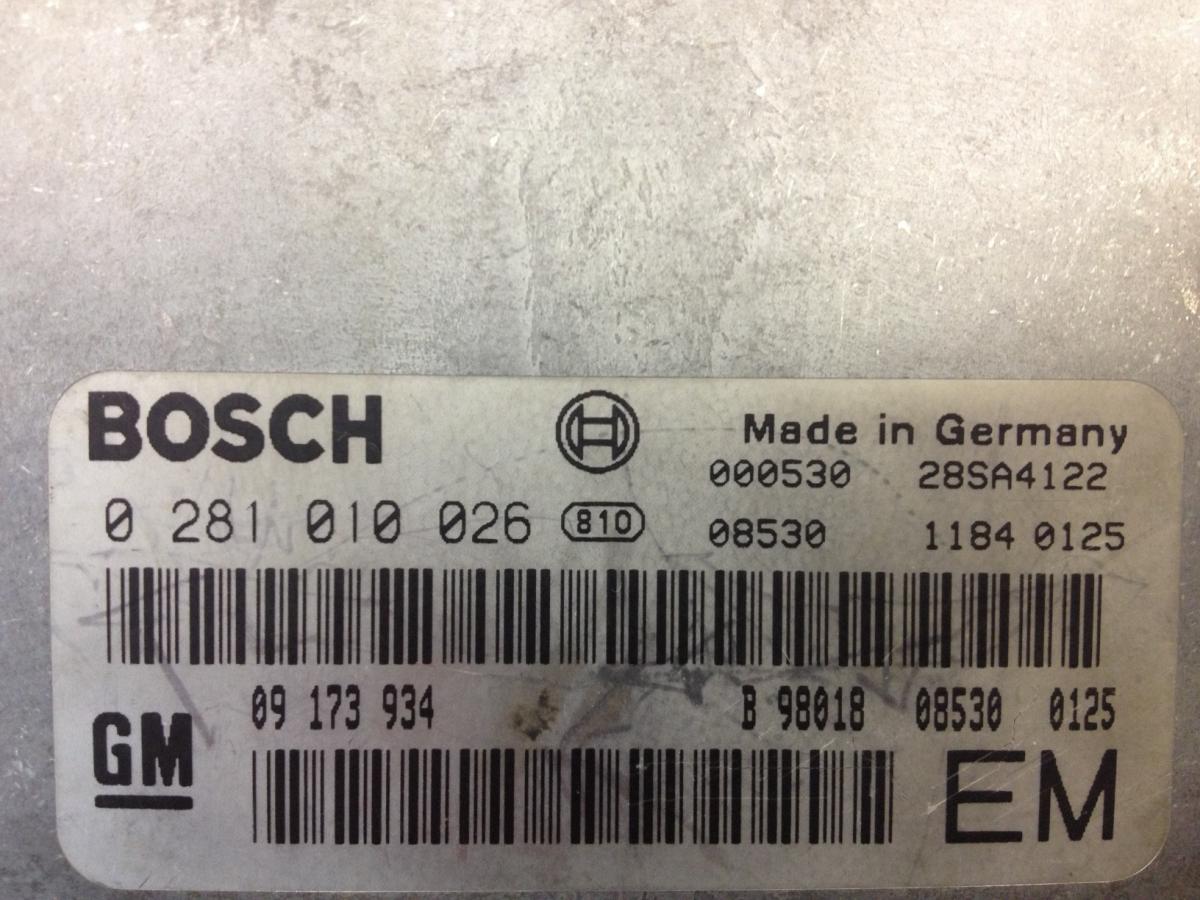 BOSCH
Made in Germany
000530 28SA4122
0 281 010 026 810
08530 1184 0125
09 173 934 B 98018 08530 0125
GM
EM